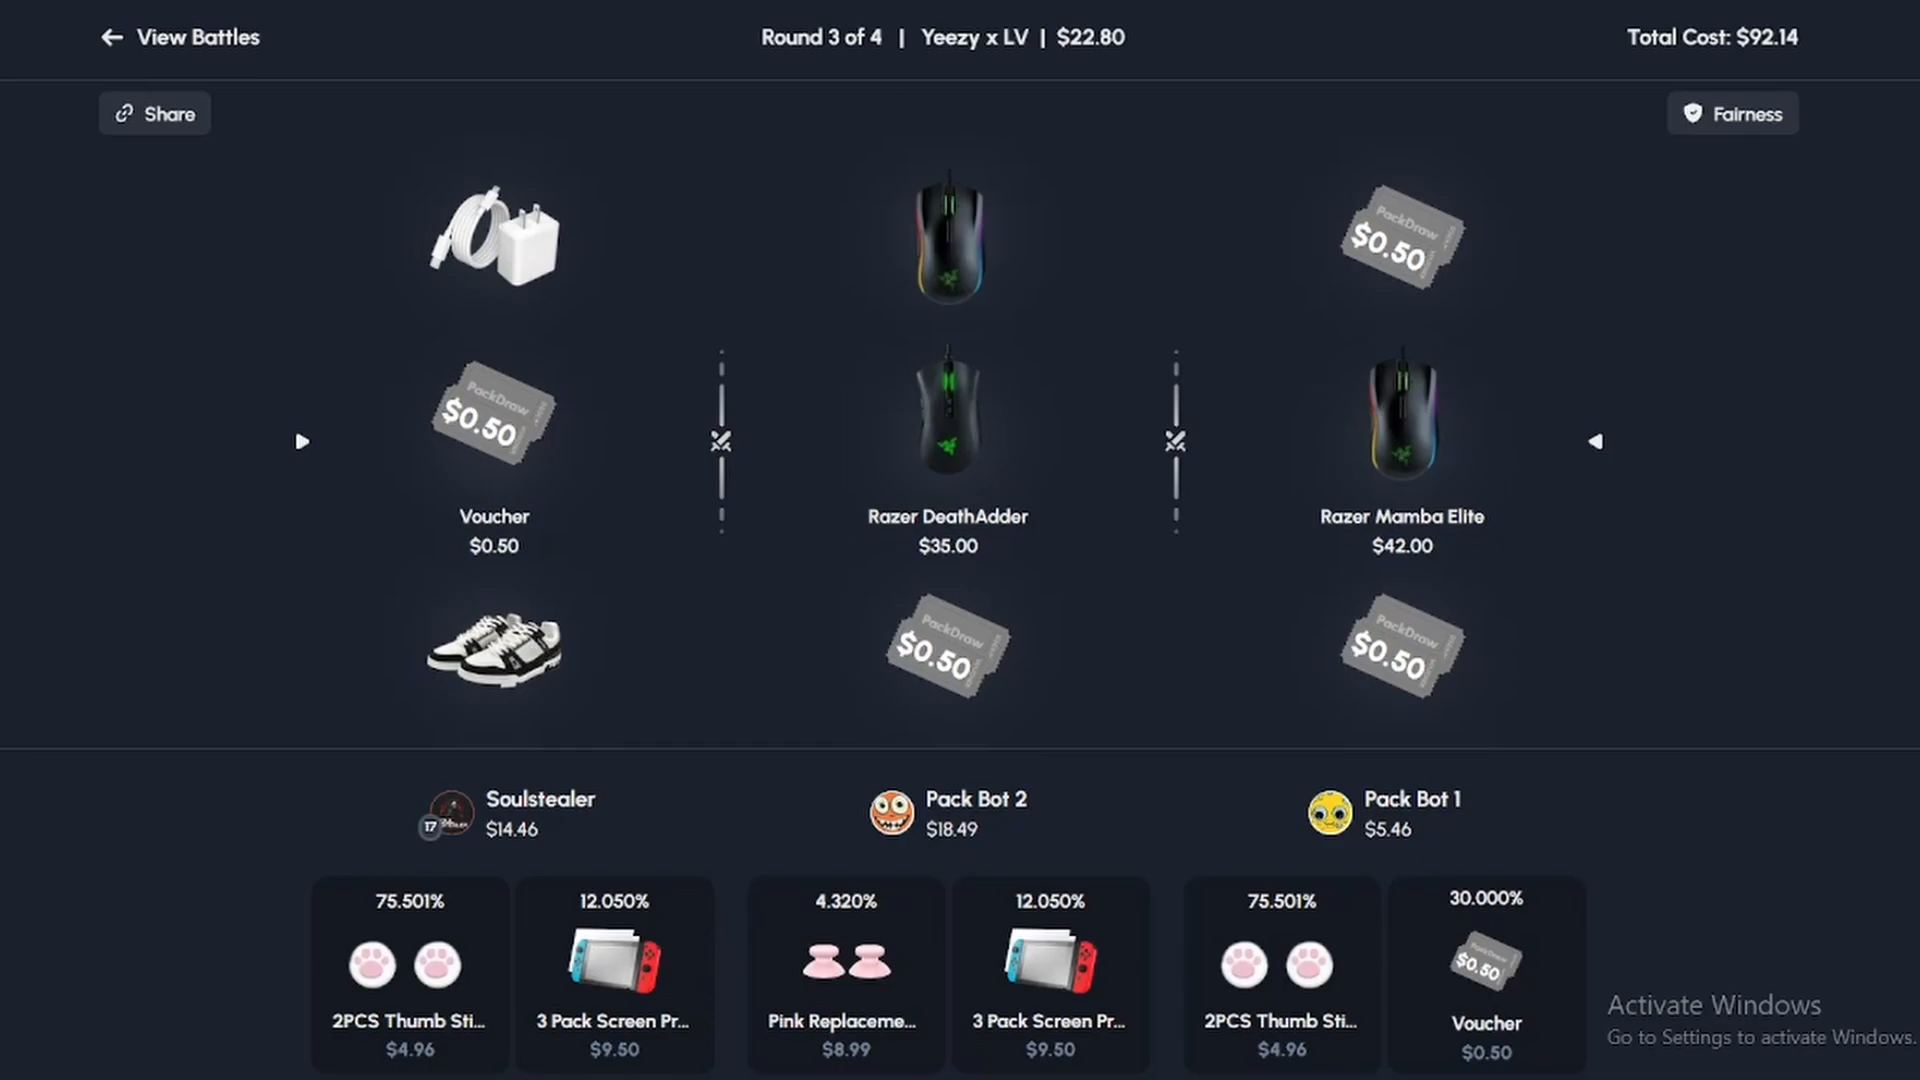 View Battles
Round 3 of 4 | Yeezy x LV | $22.80
Total Cost: $92.14
Share
Fairness
PackDraw
$0.50
PackDraw
$0.50
Voucher
$0.50
Razer DeathAdder
$35.00
Razer Mamba Elite
$42.00
PackDraw
$0.50
PackDraw
$0.50
Soulstealer
17
$14.46
Pack Bot 2
$18.49
Pack Bot 1
$5.46
75.501%
12.050%
4.320%
12.050%
75.501%
30.000%
PackDraw
$0.50
2PCS Thumb Sti...
$4.96
3 Pack Screen Pr...
$9.50
Pink Replaceme...
$8.99
3 Pack Screen Pr...
$9.50
2PCS Thumb Sti...
$4.96
Voucher
$0.50
Activate Windows
Go to Settings to activate Windows.